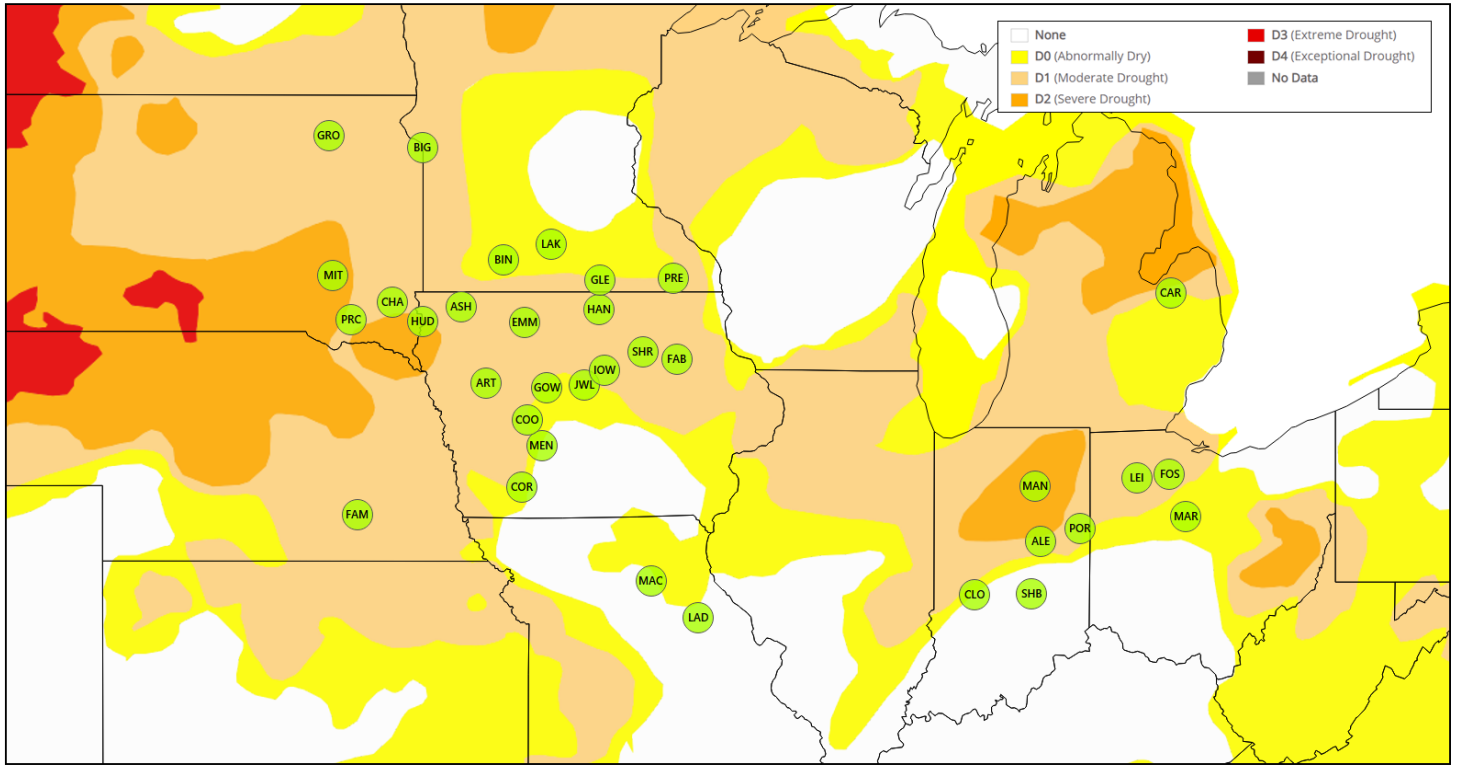 None
D0 (Abnormally Dry)
D1 (Moderate Drought)
D2 (Severe Drought)
D3 (Extreme Drought)
D4 (Exceptional Drought)
No Data
GRO
BIG
LAK
BIN
MIT
GLE
PRE
CAR
CHA
ASH
HAN
PRC
HUD
EMM
SHR
FAB
IOW
ART
GOW
JWL
COO
MEN
COR
MAN
LEI
FOS
FAM
MAR
POR
ALE
MAC
CLO
SHB
LAD